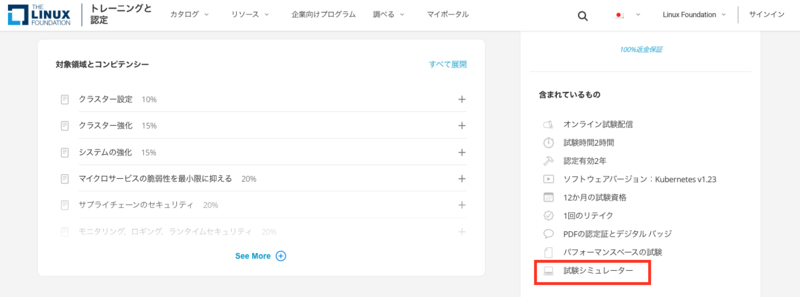 THE
LINUX
FOUNDATION
トレーニングと
認定
カタログ
リソース
企業向けプログラム
調べる
マイポータル
Linux Foundation
サインイン
対象領域とコンピテンシー
すべて展開
クラスター設定 10%
クラスター強化 15%
システムの強化 15%
マイクロサービスの脆弱性を最小限に抑える 20%
サプライチェーンのセキュリティ 20%
モニタリング、ロギング、ランタイムセキュリティ 20%
See More
100%返金保証
含まれているもの
オンライン試験配信
試験時間2時間
認定有効2年
ソフトウェアバージョン：Kubernetes v1.23
12か月の試験資格
1回のリテイク
PDFの認定証とデジタル バッジ
パフォーマンスベースの試験
試験シミュレーター